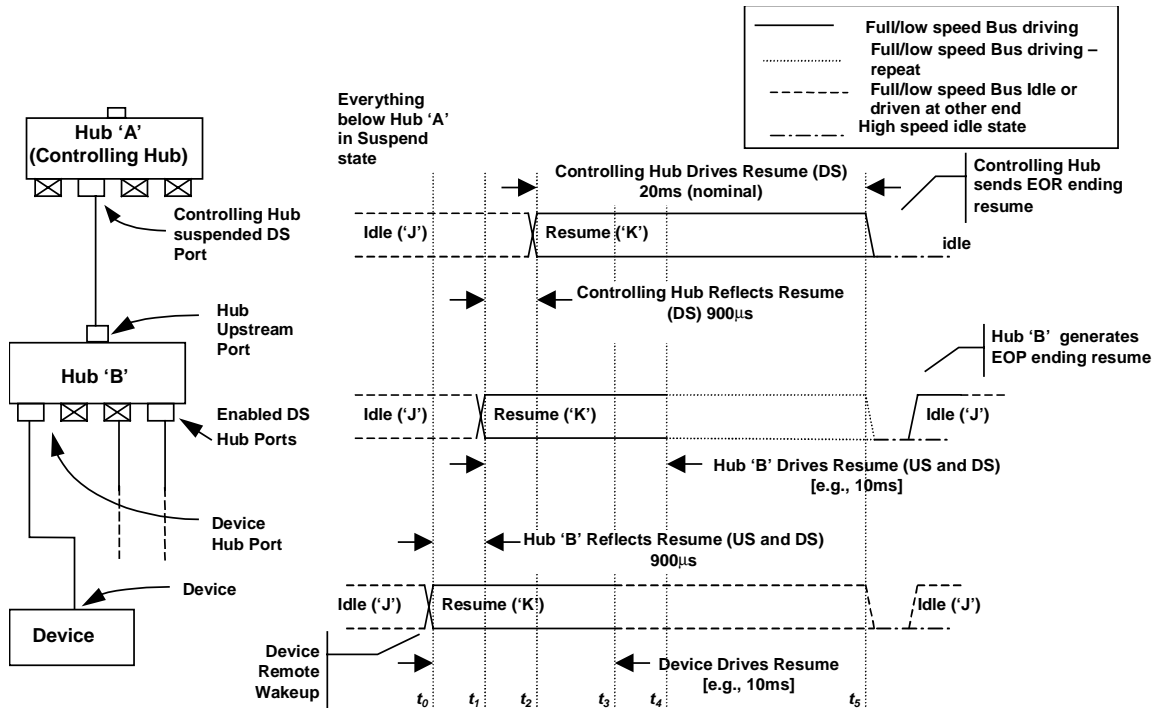 Full/low speed Bus driving
Full/low speed Bus driving –
repeat
Full/low speed Bus Idle or
driven at other end
High speed idle state
Hub ‘A’
(Controlling Hub)
Everything
below Hub ‘A’
in Suspend
state
Controlling Hub
suspended DS
Port
Controlling Hub Drives Resume (DS)
20ms (nominal)
Controlling Hub
sends EOR ending
resume
Idle (‘J’)
Resume (‘K’)
idle
Controlling Hub Reflects Resume
(DS) 900µs
Hub
Upstream
Port
Hub ‘B’
Hub ‘B’ generates
EOP ending resume
Enabled DS
Hub Ports
Idle (‘J’)
Resume (‘K’)
Idle (‘J’)
Hub ‘B’ Drives Resume (US and DS)
[e.g., 10ms]
Device
Hub Port
Hub ‘B’ Reflects Resume (US and DS)
900µs
Device
Device
Idle (‘J’)
Resume (‘K’)
Idle (‘J’)
Device
Remote
Wakeup
Device Drives Resume
[e.g., 10ms]
t0 t1 t2 t3 t4 t5